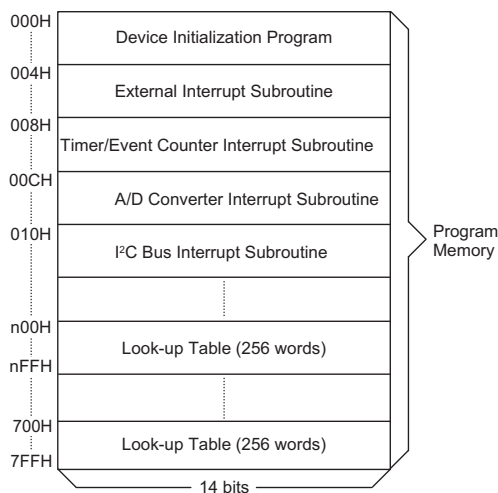 000H
Device Initialization Program
004H
External Interrupt Subroutine
008H
Timer/Event Counter Interrupt Subroutine
00CH
A/D Converter Interrupt Subroutine
010H
I²C Bus Interrupt Subroutine
Program
Memory
n00H
Look-up Table (256 words)
nFFH
700H
Look-up Table (256 words)
7FFH
14 bits